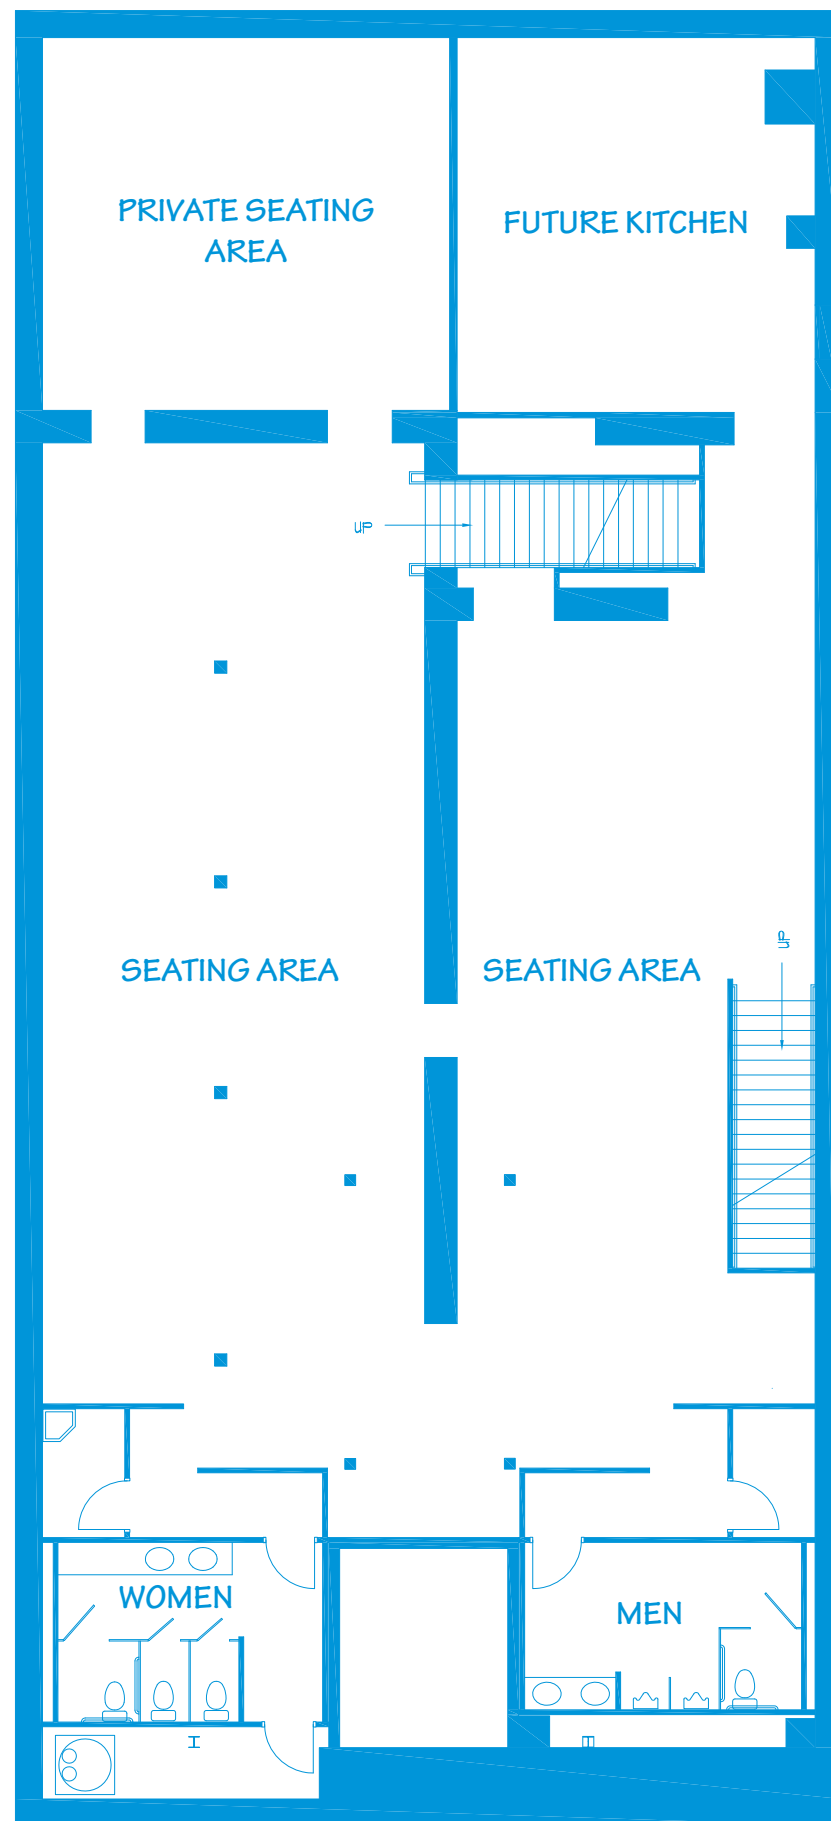 PRIVATE SEATING
AREA
FUTURE KITCHEN
UP
UP
SEATING AREA
SEATING AREA
WOMEN
MEN
H